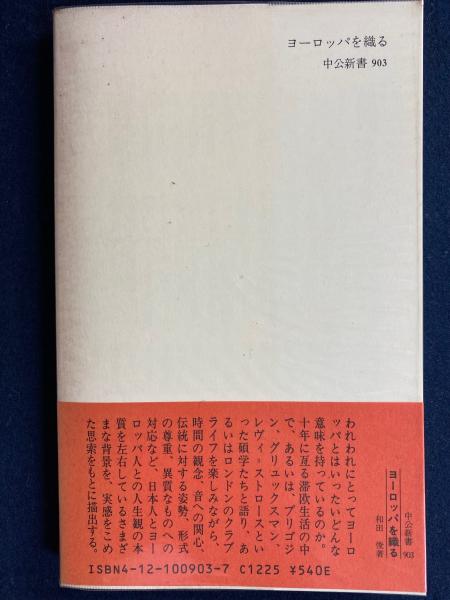 ヨーロッパを織る
中公新書 903
われわれにとってヨーロ
ッパとはいったいどんな
意味を持っているのか。
十年に亙る滞欧生活の中
で、あるいは、プリゴジ
ン、グリュックスマン、
レヴィ=ストロースとい
った碩学たちと語り、あ
るいはロンドンのクラブ
ライフを楽しみながら、
時間の観念、音への関心、
伝統に対する姿勢、形式
の尊重、異質なものへの
対応など、日本人とヨー
ロッパ人との人生観の本
質を左右しているさまざ
まな背景を、実感をこめ
た思索をもとに描出する。
中公新書 903
ヨーロッパを織る
和田 俊著
ISBN4-12-100903-7 C1225 ¥540E